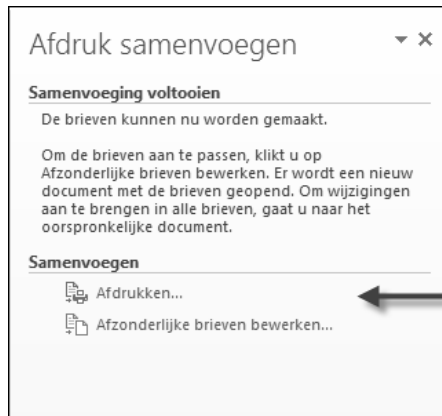 Afdruk samenvoegen
Samenvoeging voltooien
De brieven kunnen nu worden gemaakt.
Om de brieven aan te passen, klikt u op
Afzonderlijke brieven bewerken. Er wordt een nieuw
document met de brieven geopend. Om wijzigingen
aan te brengen in alle brieven, gaat u naar het
oorspronkelijke document.
Samenvoegen
Afdrukken...
Afzonderlijke brieven bewerken...